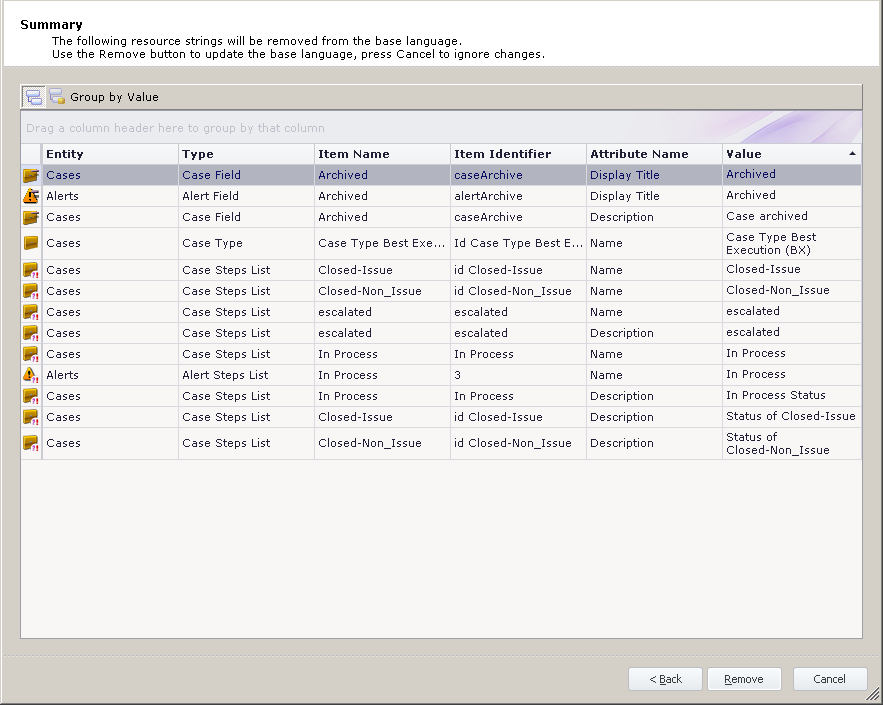 Summary
The following resource strings will be removed from the base language.
Use the Remove button to update the base language, press Cancel to ignore changes.
Group by Value
Drag a column header here to group by that column
Entity Type Item Name Item Identifier Attribute Name Value
Cases Case Field Archived caseArchive Display Title Archived
Alerts Alert Field Archived alertArchive Display Title Archived
Cases Case Field Archived caseArchive Description Case archived
Cases Case Type Case Type Best Exe... Id Case Type Best E... Name Case Type Best
Execution (BX)
Cases Case Steps List Closed-Issue id Closed-Issue Name Closed-Issue
Cases Case Steps List Closed-Non_Issue id Closed-Non_Issue Name Closed-Non_Issue
Cases Case Steps List escalated escalated Name escalated
Cases Case Steps List escalated escalated Description escalated
Cases Case Steps List In Process In Process Name In Process
Alerts Alert Steps List In Process 3 Name In Process
Cases Case Steps List In Process In Process Description In Process Status
Cases Case Steps List Closed-Issue id Closed-Issue Description Status of Closed-Issue
Cases Case Steps List Closed-Non_Issue id Closed-Non_Issue Description Status of
Closed-Non_Issue
< Back Remove Cancel